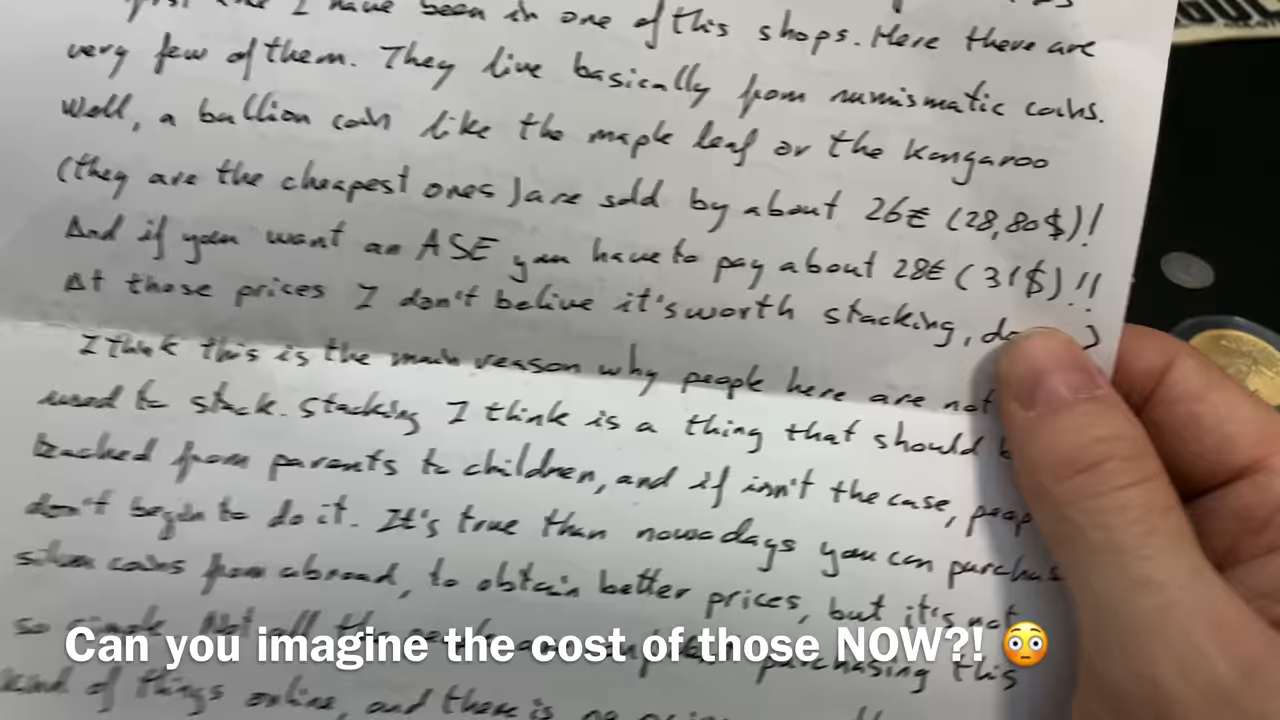 I have been in one of this shops. Here there are
very few of them. They live basically from numismatic coins.
Well, a bullion coin like the maple leaf or the Kangaroo
(they are the cheapest ones) are sold by about 26€ (28,80$)!
And if you want an ASE you have to pay about 28€ (31$)!!
At those prices I don't belive it's worth stacking,
I think this is the main reason why people here are not
used to stack. Stacking I think is a thing that should
teached from parents to children, and if isn't the case,
don't begin to do it. It's true than nowadays you can
silver coins from abroad, to obtain better prices, but it's not
so purchasing this
kind of things online, and there is no
Can you imagine the cost of those NOW?! 😳